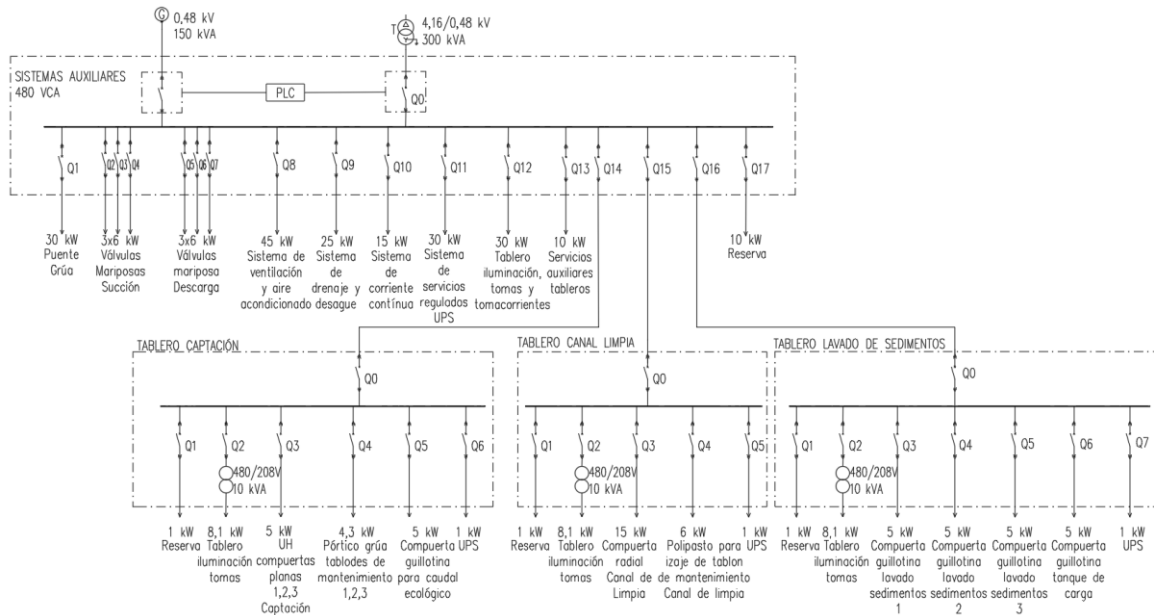 G
0,48 kV
150 kVA
T
4,16/0,48 kV
300 kVA
SISTEMAS AUXILIARES
480 VCA
PLC
Q0
Q1
Q2
Q3
Q4
Q5
Q6
Q7
Q8
Q9
Q10
Q11
Q12
Q13
Q14
Q15
Q16
Q17
30 kW
Puente
Grúa
3x6 kW
Válvulas
Mariposas
Succión
3x6 kW
Válvulas
mariposa
Descarga
45 kW
Sistema de
ventilación
y aire
acondicionado
25 kW
Sistema
de
drenaje y
desague
15 kW
Sistema
de
corriente
contínua
30 kW
Sistema
de
servicios
regulados
UPS
30 kW
Tablero
iluminación,
tomas y
tomacorrientes
10 kW
Servicios
auxiliares
tableros
10 kW
Reserva
TABLERO CAPTACIÓN
Q0
Q1
Q2
Q3
Q4
Q5
Q6
480/208V
10 kVA
1 kW
Reserva
8,1 kW
Tablero
iluminación
tomas
5 kW
UH
compuertas
planas
1,2,3
Captación
4,3 kW
Pórtico grúa
tablodes de
mantenimiento
1,2,3
5 kW
Compuerta
guillotina
para caudal
ecológico
1 kW
UPS
TABLERO CANAL LIMPIA
Q0
Q1
Q2
Q3
Q4
Q5
480/208V
10 kVA
1 kW
Reserva
8,1 kW
Tablero
iluminación
tomas
15 kW
Compuerta
radial
Canal de
Limpia
6 kW
Polipasto para
izaje de tablon
de mantenimiento
Canal de limpia
1 kW
UPS
TABLERO LAVADO DE SEDIMENTOS
Q0
Q1
Q2
Q3
Q4
Q5
Q6
Q7
480/208V
10 kVA
1 kW
Reserva
8,1 kW
Tablero
iluminación
tomas
5 kW
Compuerta
guillotina
lavado
sedimentos
1
5 kW
Compuerta
guillotina
lavado
sedimentos
2
5 kW
Compuerta
guillotina
lavado
sedimentos
3
5 kW
Compuerta
guillotina
tanque de
carga
1 kW
UPS